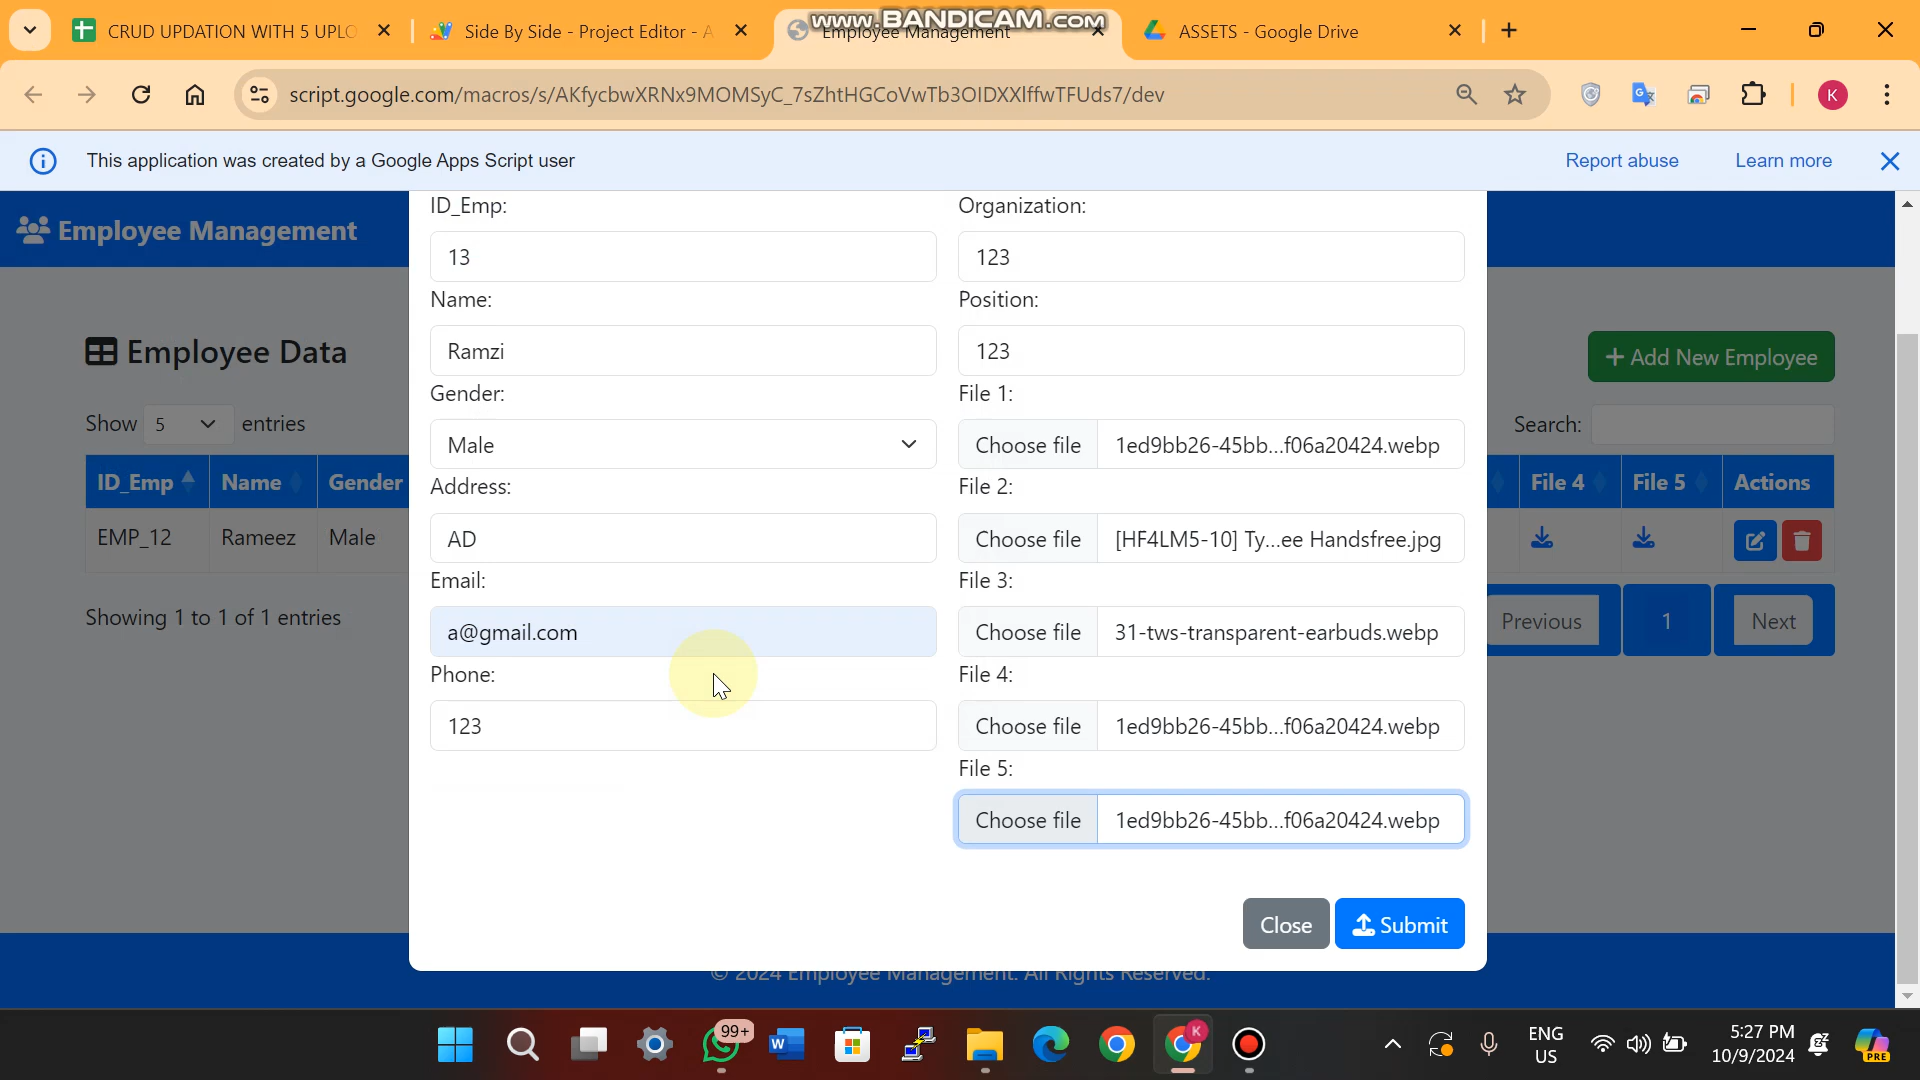 CRUD UPDATION WITH 5 UPLO
Side By Side - Project Editor - A
Employee Management
ASSETS - Google Drive
www.BANDICAM.com
script.google.com/macros/s/AKfycbwXRNx9MOMSyC_7sZhtHGCoVwTb3OIDXXlffwTFUds7/dev
K
This application was created by a Google Apps Script user
Report abuse
Learn more
Employee Management
Employee Data
Add New Employee
Show 5 entries
Search:
ID_Emp Name Gender File 4 File 5 Actions
EMP_12 Rameez Male
Showing 1 to 1 of 1 entries
Previous 1 Next
ID_Emp:
13
Name:
Ramzi
Gender:
Male
Address:
AD
Email:
a@gmail.com
Phone:
123
Organization:
123
Position:
123
File 1:
Choose file 1ed9bb26-45bb...f06a20424.webp
File 2:
Choose file [HF4LM5-10] Ty...ee Handsfree.jpg
File 3:
Choose file 31-tws-transparent-earbuds.webp
File 4:
Choose file 1ed9bb26-45bb...f06a20424.webp
File 5:
Choose file 1ed9bb26-45bb...f06a20424.webp
Close Submit
© 2024 Employee Management. All Rights Reserved.
99+
W
K
ENG
US
5:27 PM
10/9/2024
PRE